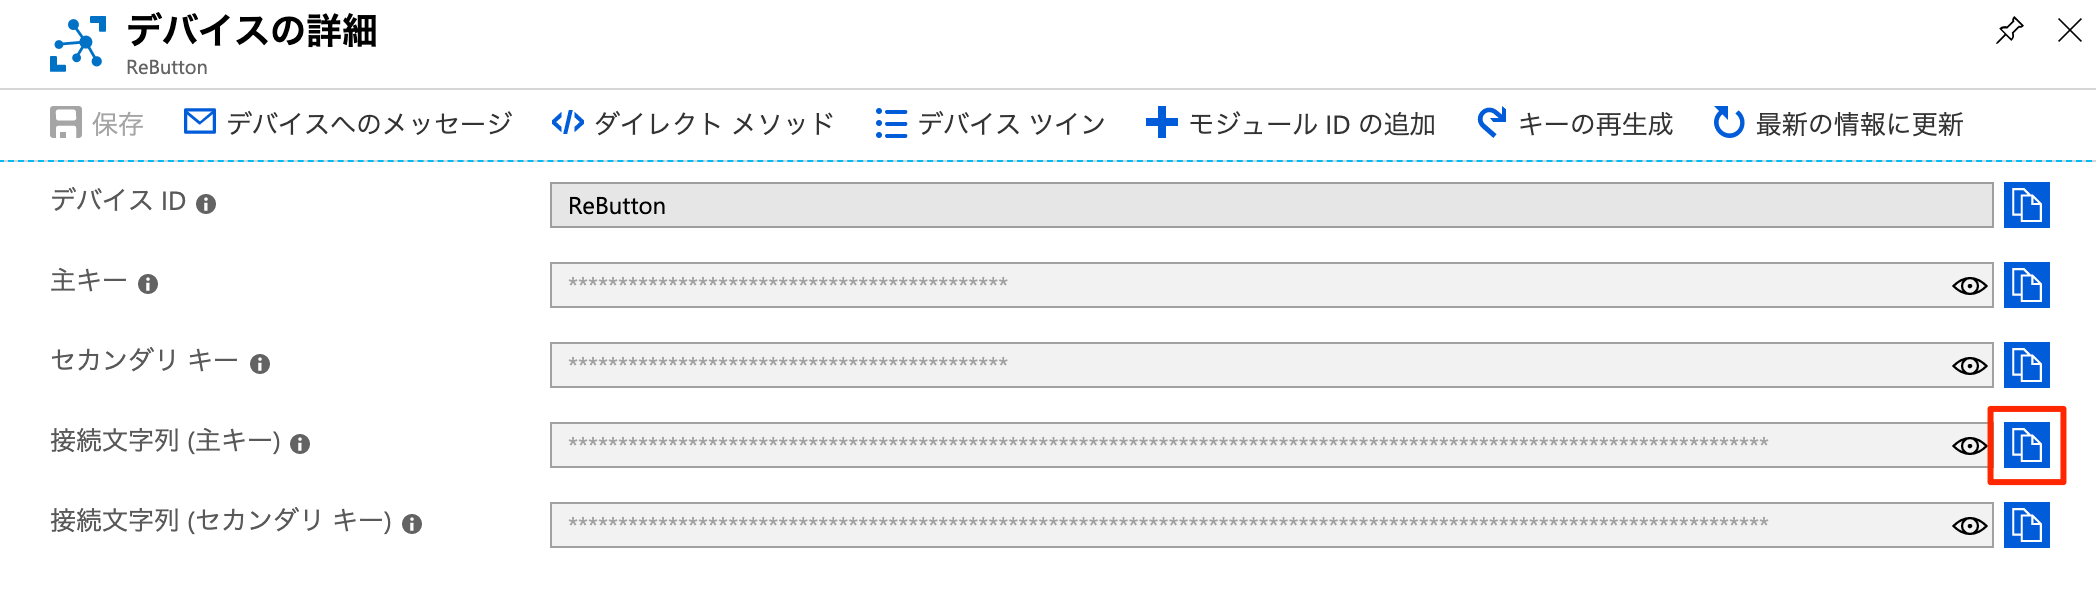 デバイスの詳細
ReButton
保存 デバイスへのメッセージ ダイレクト メソッド デバイス ツイン モジュール ID の追加 キーの再生成 最新の情報に更新
デバイス ID ReButton
主キー ********************************************
セカンダリ キー ********************************************
接続文字列 (主キー) ************************************************************************************************************************
接続文字列 (セカンダリ キー) ************************************************************************************************************************